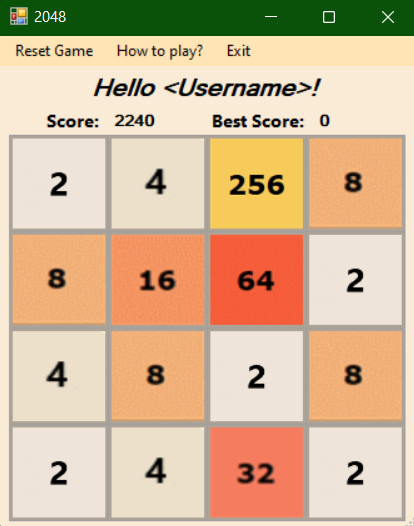 2048
Reset Game How to play? Exit
Hello <Username>!
Score: 2240 Best Score: 0
2 4 256 8
8 16 64 2
4 8 2 8
2 4 32 2